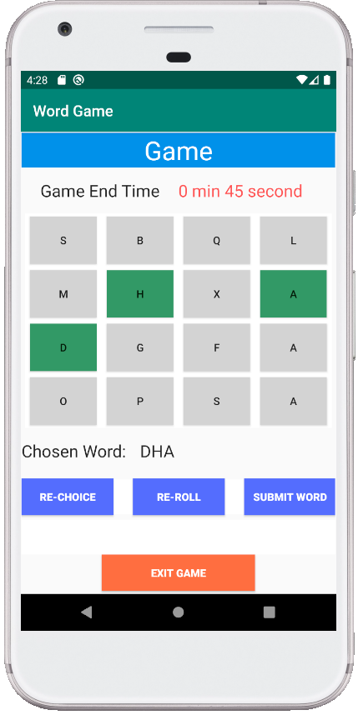 4:28
Word Game
Game
Game End Time 0 min 45 second
S B Q L
M H X A
D G F A
O P S A
Chosen Word: DHA
RE-CHOICE RE-ROLL SUBMIT WORD
EXIT GAME